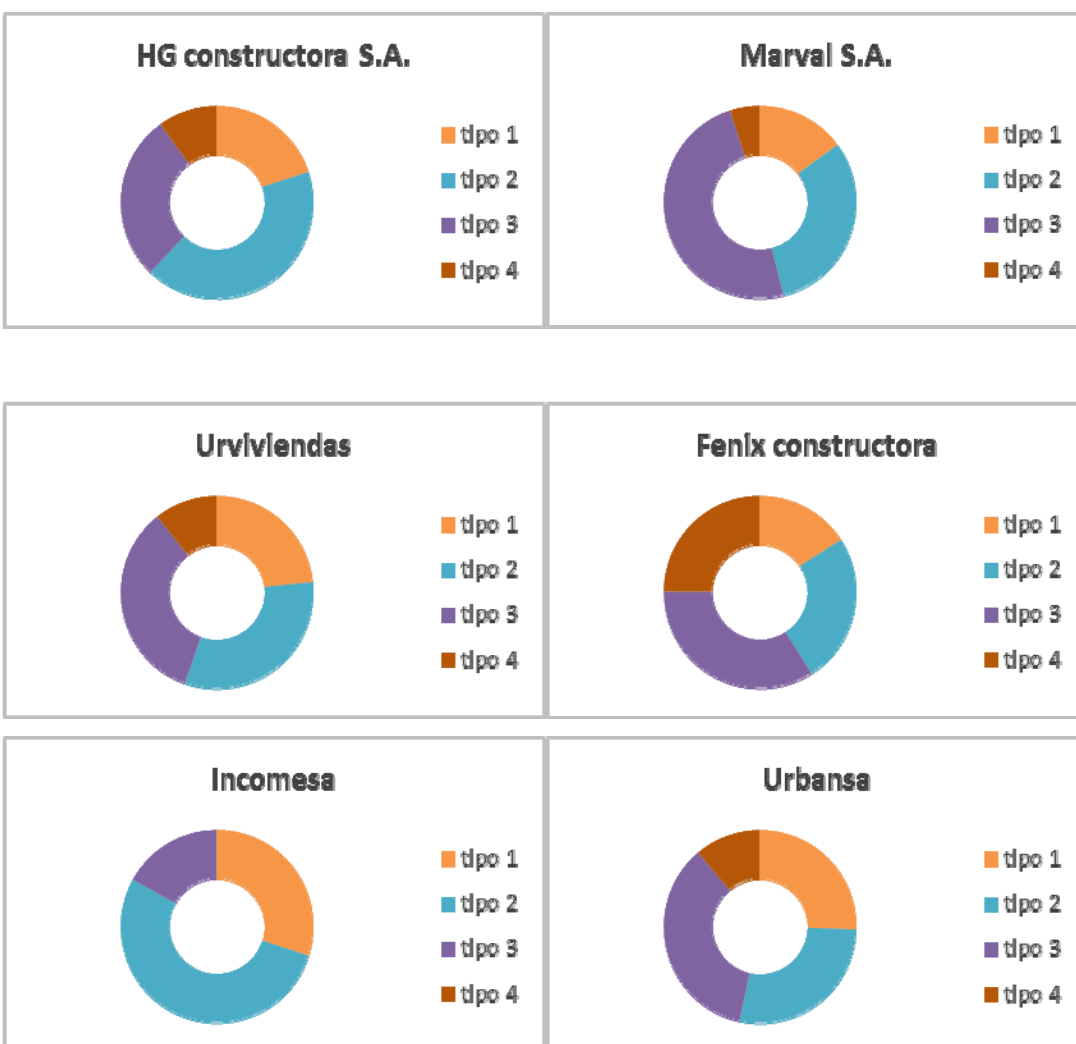 HG constructora S.A.
tipo 1
tipo 2
tipo 3
tipo 4
Marval S.A.
tipo 1
tipo 2
tipo 3
tipo 4
Urviviendas
tipo 1
tipo 2
tipo 3
tipo 4
Fenix constructora
tipo 1
tipo 2
tipo 3
tipo 4
Incomesa
tipo 1
tipo 2
tipo 3
tipo 4
Urbansa
tipo 1
tipo 2
tipo 3
tipo 4